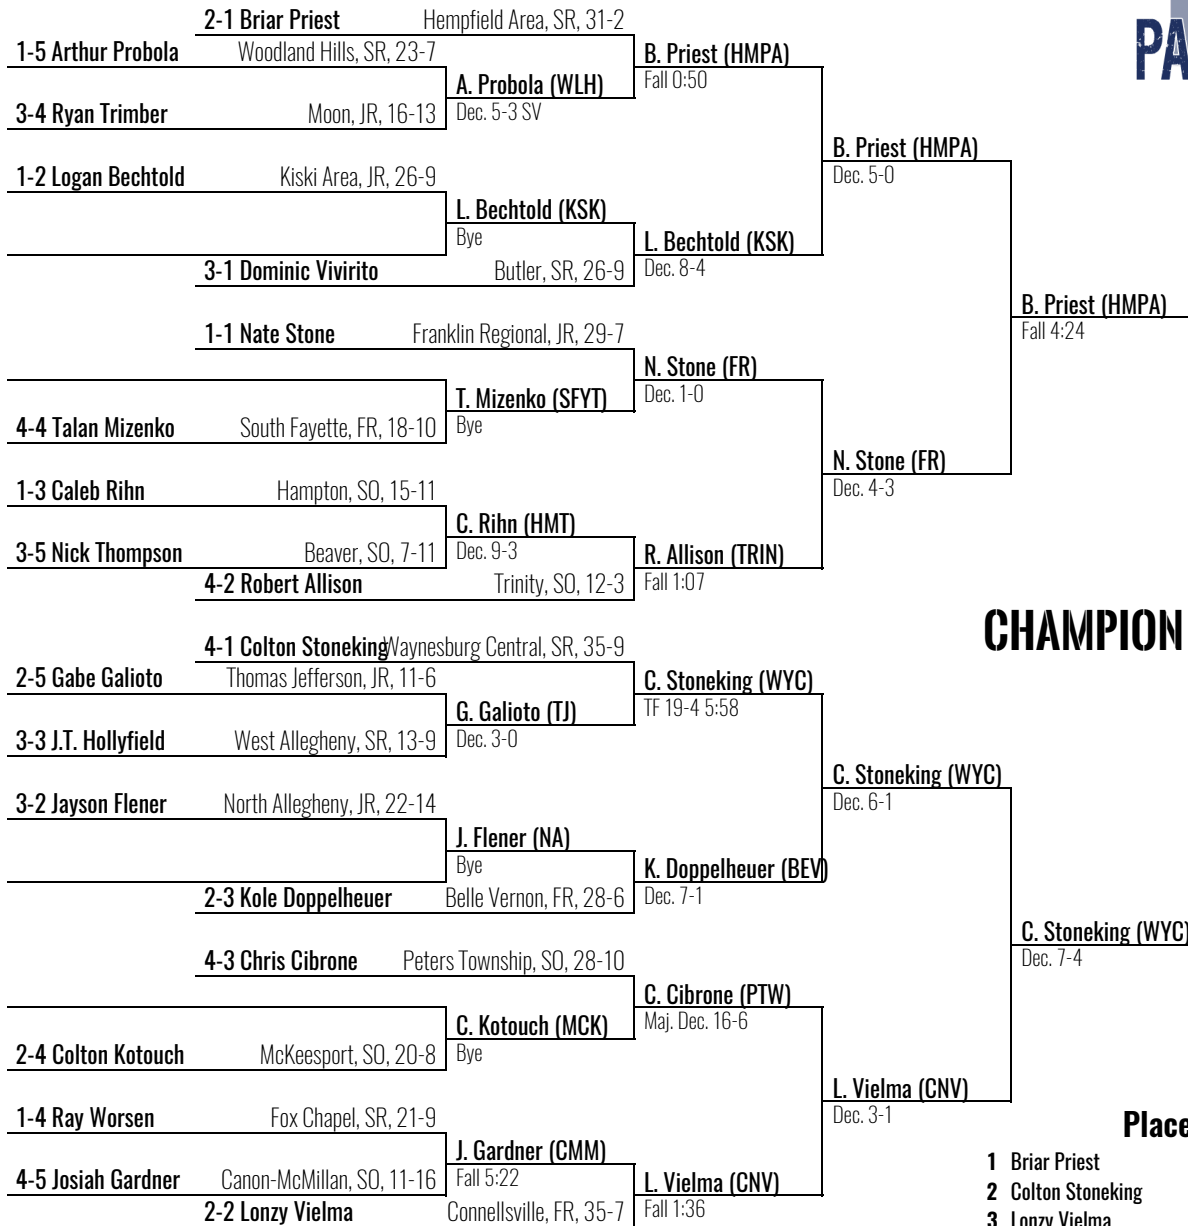 2-1 Briar Priest Hempfield Area, SR, 31-2
PA
1-5 Arthur Probola Woodland Hills, SR, 23-7
B. Priest (HMPA)
Fall 0:50
A. Probola (WLH)
Dec. 5-3 SV
3-4 Ryan Trimber Moon, JR, 16-13
B. Priest (HMPA)
Dec. 5-0
1-2 Logan Bechtold Kiski Area, JR, 26-9
L. Bechtold (KSK)
Bye
L. Bechtold (KSK)
Dec. 8-4
3-1 Dominic Vivirito Butler, SR, 26-9
B. Priest (HMPA)
Fall 4:24
1-1 Nate Stone Franklin Regional, JR, 29-7
N. Stone (FR)
Dec. 1-0
T. Mizenko (SFYT)
Bye
4-4 Talan Mizenko South Fayette, FR, 18-10
N. Stone (FR)
Dec. 4-3
1-3 Caleb Rihn Hampton, SO, 15-11
C. Rihn (HMT)
Dec. 9-3
3-5 Nick Thompson Beaver, SO, 7-11
R. Allison (TRIN)
Fall 1:07
4-2 Robert Allison Trinity, SO, 12-3
CHAMPION
4-1 Colton Stoneking Waynesburg Central, SR, 35-9
2-5 Gabe Galioto Thomas Jefferson, JR, 11-6
C. Stoneking (WYC)
TF 19-4 5:58
G. Galioto (TJ)
Dec. 3-0
3-3 J.T. Hollyfield West Allegheny, SR, 13-9
C. Stoneking (WYC)
Dec. 6-1
3-2 Jayson Flener North Allegheny, JR, 22-14
J. Flener (NA)
Bye
K. Doppelheuer (BEV)
Dec. 7-1
2-3 Kole Doppelheuer Belle Vernon, FR, 28-6
C. Stoneking (WYC)
Dec. 7-4
4-3 Chris Cibrone Peters Township, SO, 28-10
C. Cibrone (PTW)
Maj. Dec. 16-6
C. Kotouch (MCK)
Bye
2-4 Colton Kotouch McKeesport, SO, 20-8
L. Vielma (CNV)
Dec. 3-1
1-4 Ray Worsen Fox Chapel, SR, 21-9
Place
J. Gardner (CMM)
Fall 5:22
1 Briar Priest
4-5 Josiah Gardner Canon-McMillan, SO, 11-16
L. Vielma (CNV)
Fall 1:36
2 Colton Stoneking
2-2 Lonzy Vielma Connellsville, FR, 35-7
3 Lonzy Vielma